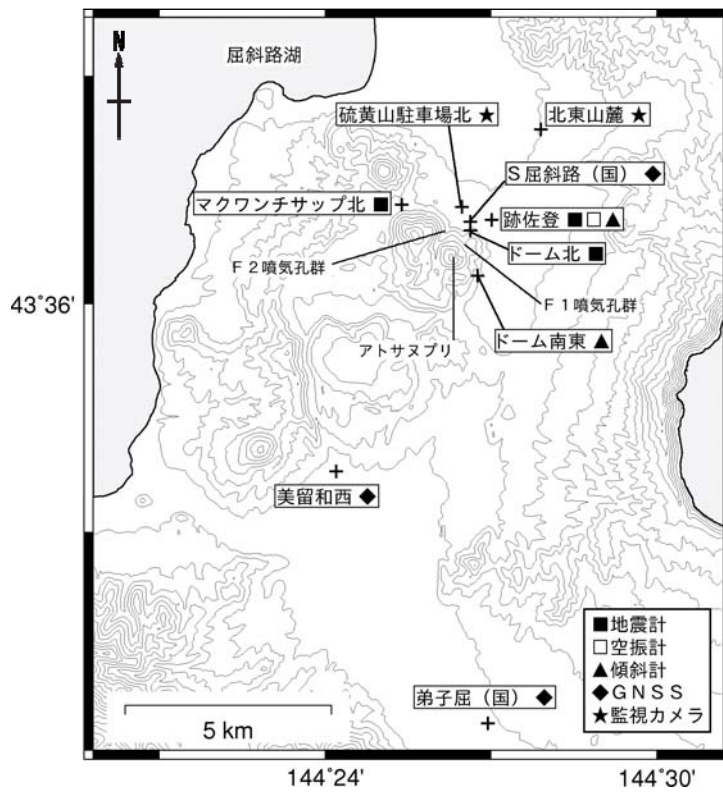 N
屈斜路湖
硫黄山駐車場北 ★
北東山麓 ★
S屈斜路(国) ◆
マクワンチサップ北 ■
跡佐登 ■ □ ▲
ドーム北 ■
F2噴気孔群
F1噴気孔群
43°36'
アトサヌプリ
ドーム南東 ▲
美留和西 ◆
■地震計
□空振計
▲傾斜計
◆GNSS
★監視カメラ
弟子屈(国) ◆
5 km
144°24'
144°30'